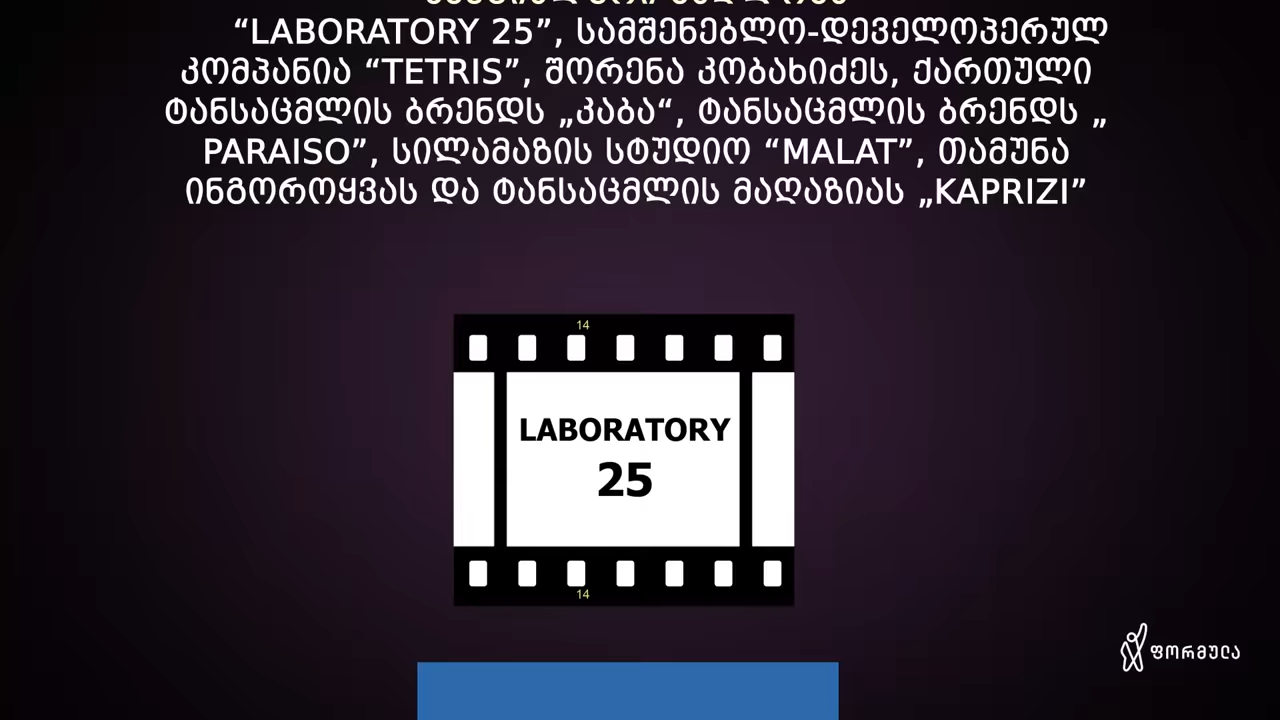 “LABORATORY 25”, ᲡᲐᲛᲨᲔᲜᲔᲑᲚᲝ-ᲓᲔᲕᲔᲚᲝᲞᲔᲠᲣᲚ
ᲙᲝᲛᲞᲐᲜᲘᲐ “TETRIS”, ᲨᲝᲠᲔᲜᲐ ᲙᲝᲑᲐᲮᲘᲫᲔᲡ, ᲥᲐᲠᲗᲣᲚᲘ
ᲢᲐᲜᲡᲐᲪᲛᲚᲘᲡ ᲑᲠᲔᲜᲓᲡ „ᲙᲐᲑᲐ“, ᲢᲐᲜᲡᲐᲪᲛᲚᲘᲡ ᲑᲠᲔᲜᲓᲡ „
PARAISO”, ᲡᲘᲚᲐᲛᲐᲖᲘᲡ ᲡᲢᲣᲓᲘᲝ “MALAT”, ᲗᲐᲛᲣᲜᲐ
ᲘᲜᲒᲝᲠᲝᲧᲕᲐᲡ ᲓᲐ ᲢᲐᲜᲡᲐᲪᲛᲚᲘᲡ ᲛᲐᲦᲐᲖᲘᲐᲡ „KAPRIZI”
14
LABORATORY
25
14
ᲤᲝᲠᲛᲣᲚᲐ